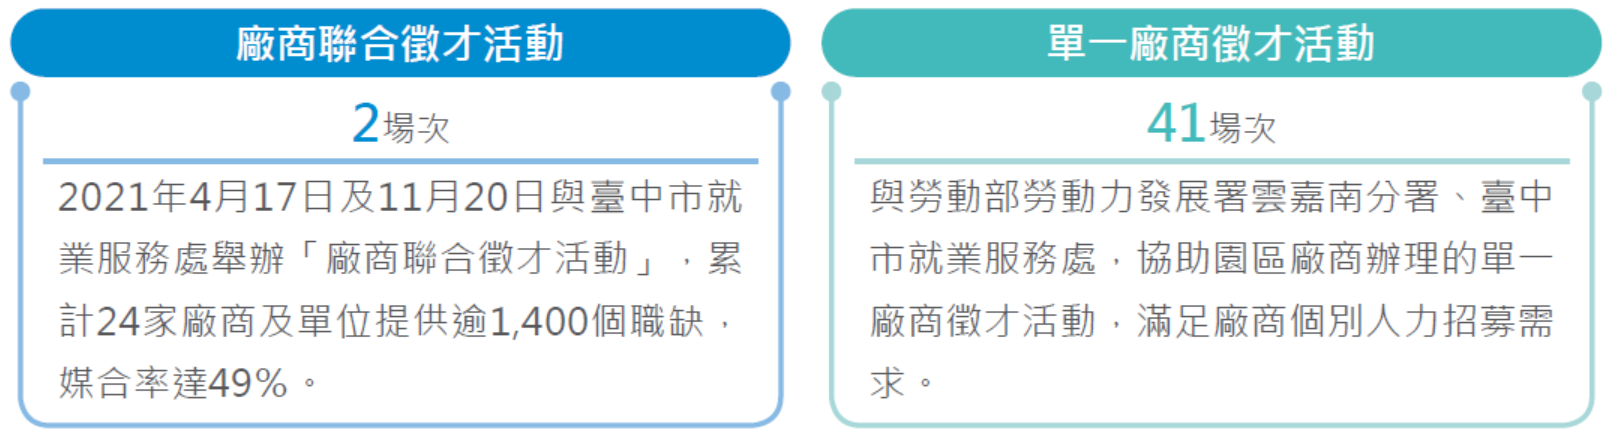 廠商聯合徵才活動
2場次
2021年4月17日及11月20日與臺中市就
業服務處舉辦「廠商聯合徵才活動」，累
計24家廠商及單位提供逾1,400個職缺，
媒合率達49%。
單一廠商徵才活動
41場次
與勞動部勞動力發展署雲嘉南分署、臺中
市就業服務處，協助園區廠商辦理的單一
廠商徵才活動，滿足廠商個別人力招募需
求。